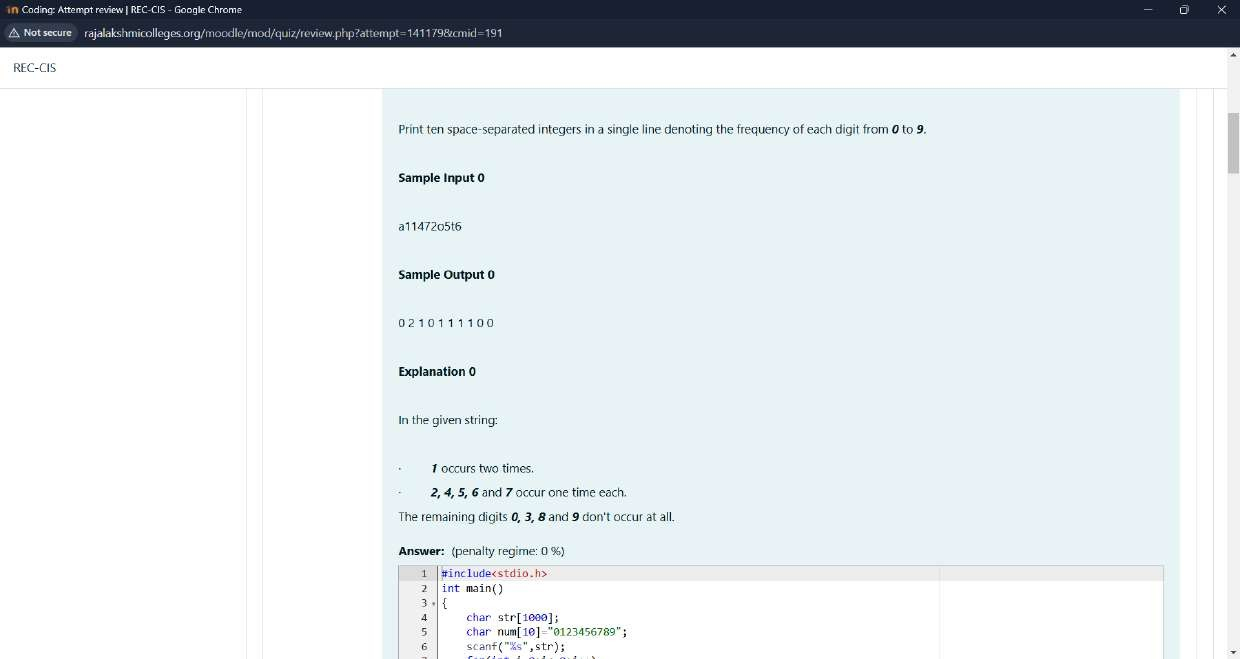 in Coding: Attempt review | REC-CIS - Google Chrome
Not secure rajalakshmicolleges.org/moodle/mod/quiz/review.php?attempt=141179&cmid=191
REC-CIS
Print ten space-separated integers in a single line denoting the frequency of each digit from 0 to 9.
Sample Input 0
a11472o5t6
Sample Output 0
0 2 1 0 1 1 1 1 0 0
Explanation 0
In the given string:
· 1 occurs two times.
· 2, 4, 5, 6 and 7 occur one time each.
The remaining digits 0, 3, 8 and 9 don't occur at all.
Answer: (penalty regime: 0 %)
1 #include<stdio.h>
2 int main()
3 {
4 char str[1000];
5 char num[10]="0123456789";
6 scanf("%s",str);